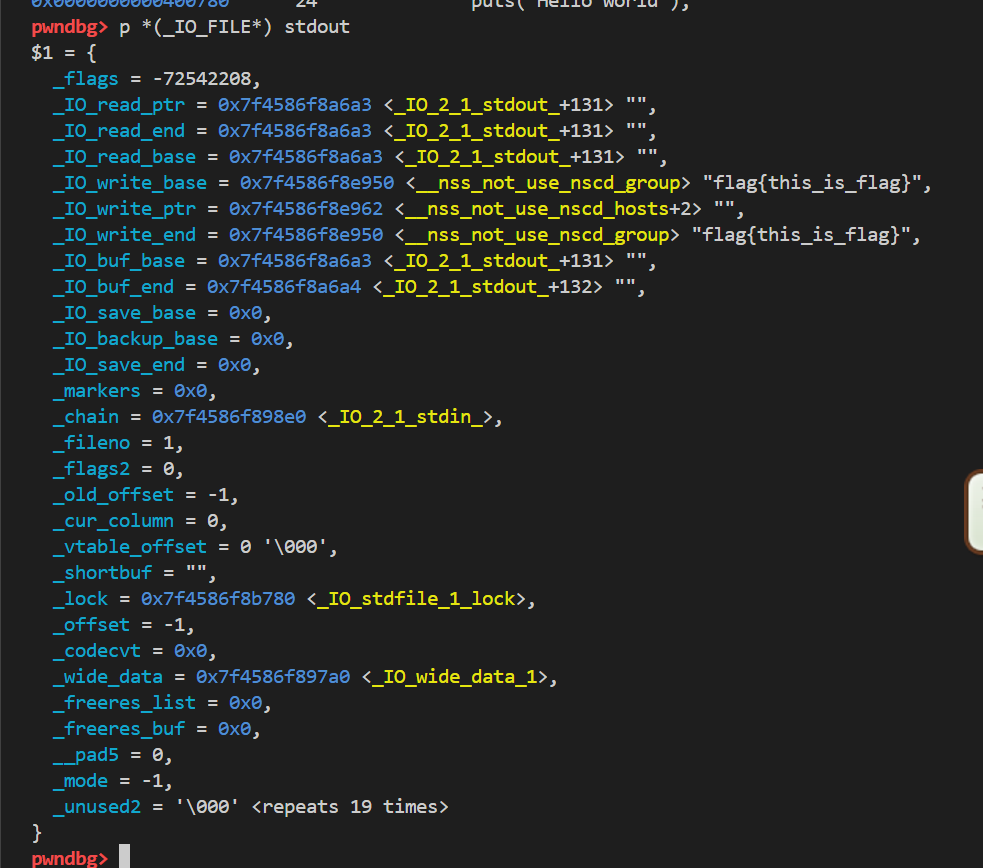 0x0000000000400780      24              puts("Hello world");
pwndbg> p *(_IO_FILE*) stdout
$1 = {
  _flags = -72542208,
  _IO_read_ptr = 0x7f4586f8a6a3 <_IO_2_1_stdout_+131> "",
  _IO_read_end = 0x7f4586f8a6a3 <_IO_2_1_stdout_+131> "",
  _IO_read_base = 0x7f4586f8a6a3 <_IO_2_1_stdout_+131> "",
  _IO_write_base = 0x7f4586f8e950 <__nss_not_use_nscd_group> "flag{this_is_flag}",
  _IO_write_ptr = 0x7f4586f8e962 <__nss_not_use_nscd_hosts+2> "",
  _IO_write_end = 0x7f4586f8e950 <__nss_not_use_nscd_group> "flag{this_is_flag}",
  _IO_buf_base = 0x7f4586f8a6a3 <_IO_2_1_stdout_+131> "",
  _IO_buf_end = 0x7f4586f8a6a4 <_IO_2_1_stdout_+132> "",
  _IO_save_base = 0x0,
  _IO_backup_base = 0x0,
  _IO_save_end = 0x0,
  _markers = 0x0,
  _chain = 0x7f4586f898e0 <_IO_2_1_stdin_>,
  _fileno = 1,
  _flags2 = 0,
  _old_offset = -1,
  _cur_column = 0,
  _vtable_offset = 0 '\000',
  _shortbuf = "",
  _lock = 0x7f4586f8b780 <_IO_stdfile_1_lock>,
  _offset = -1,
  _codecvt = 0x0,
  _wide_data = 0x7f4586f897a0 <_IO_wide_data_1>,
  _freeres_list = 0x0,
  _freeres_buf = 0x0,
  __pad5 = 0,
  _mode = -1,
  _unused2 = '\000' <repeats 19 times>
}
pwndbg>